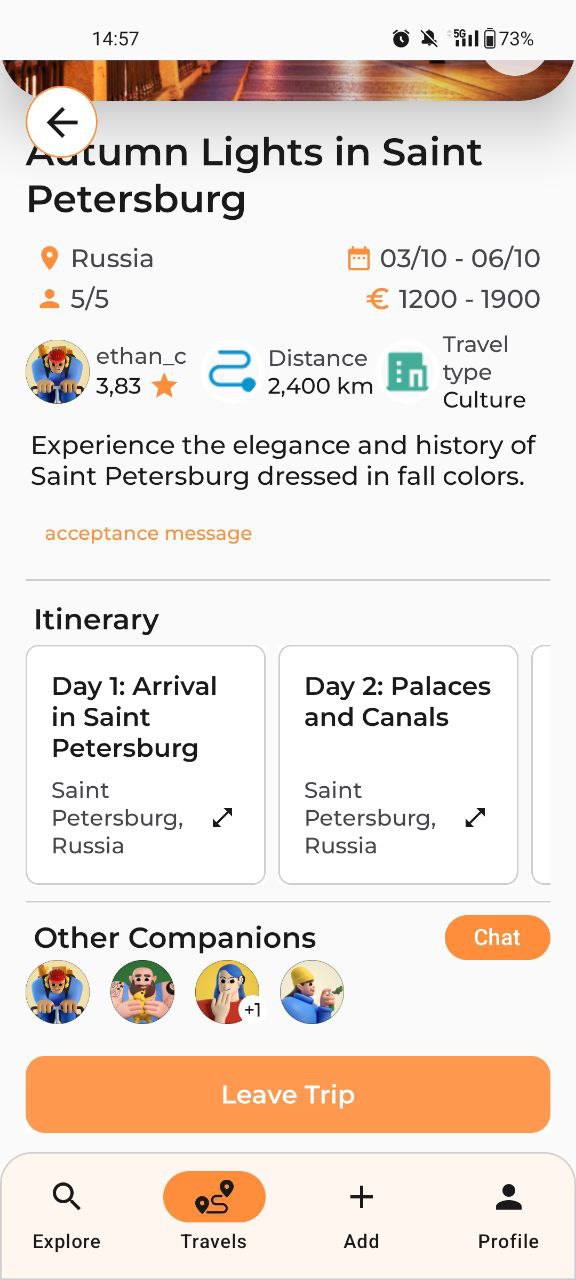 14:57
5G
73%
Autumn Lights in Saint
Petersburg
Russia
03/10 - 06/10
5/5
€ 1200 - 1900
ethan_c
3,83
Distance
2,400 km
Travel
type
Culture
Experience the elegance and history of
Saint Petersburg dressed in fall colors.
acceptance message
Itinerary
Day 1: Arrival
in Saint
Petersburg
Saint
Petersburg,
Russia
Day 2: Palaces
and Canals
Saint
Petersburg,
Russia
Other Companions
Chat
+1
Leave Trip
Explore
Travels
Add
Profile